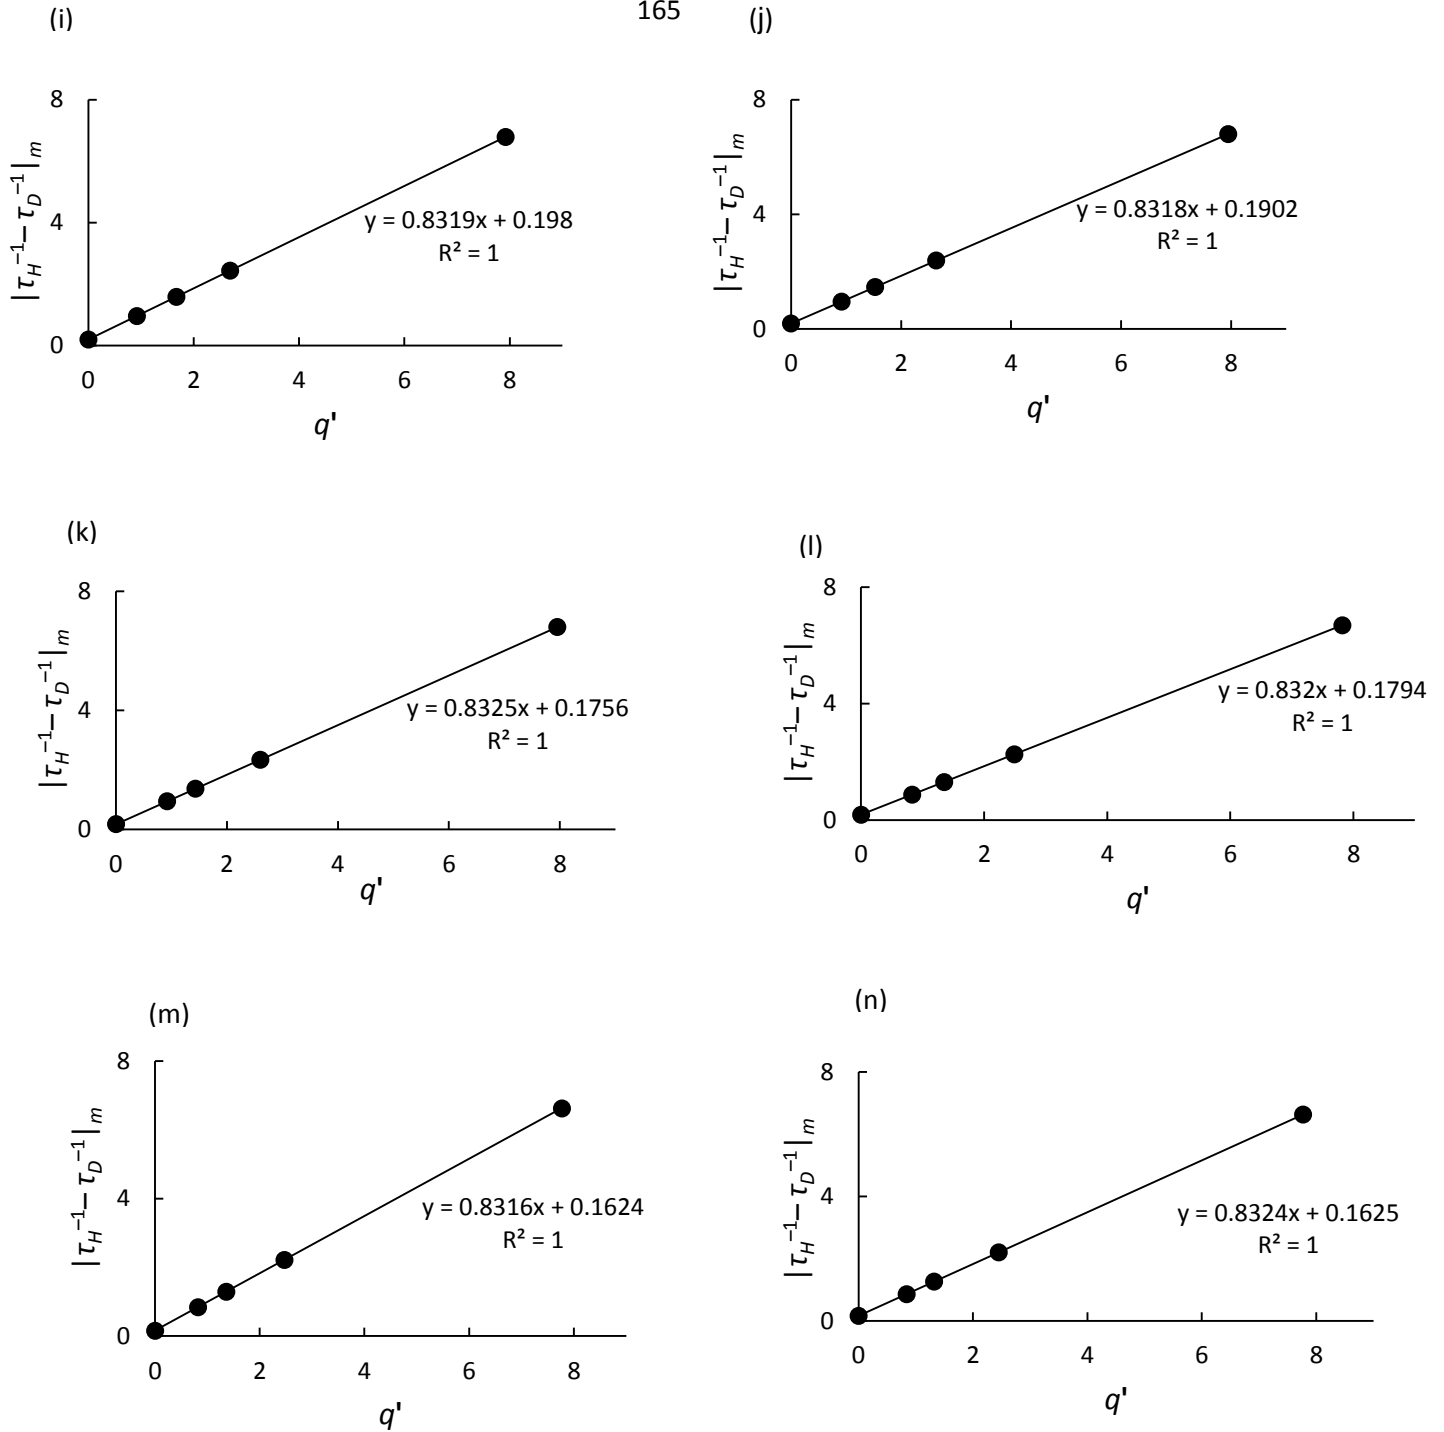 165
(i)
8
4
0
|τ_H⁻¹– τ_D⁻¹|_m
y = 0.8319x + 0.198
R² = 1
0 2 4 6 8
q'
(j)
8
4
0
|τ_H⁻¹– τ_D⁻¹|_m
y = 0.8318x + 0.1902
R² = 1
0 2 4 6 8
q'
(k)
8
4
0
|τ_H⁻¹– τ_D⁻¹|_m
y = 0.8325x + 0.1756
R² = 1
0 2 4 6 8
q'
(l)
8
4
0
|τ_H⁻¹– τ_D⁻¹|_m
y = 0.832x + 0.1794
R² = 1
0 2 4 6 8
q'
(m)
8
4
0
|τ_H⁻¹– τ_D⁻¹|_m
y = 0.8316x + 0.1624
R² = 1
0 2 4 6 8
q'
(n)
8
4
0
|τ_H⁻¹– τ_D⁻¹|_m
y = 0.8324x + 0.1625
R² = 1
0 2 4 6 8
q'